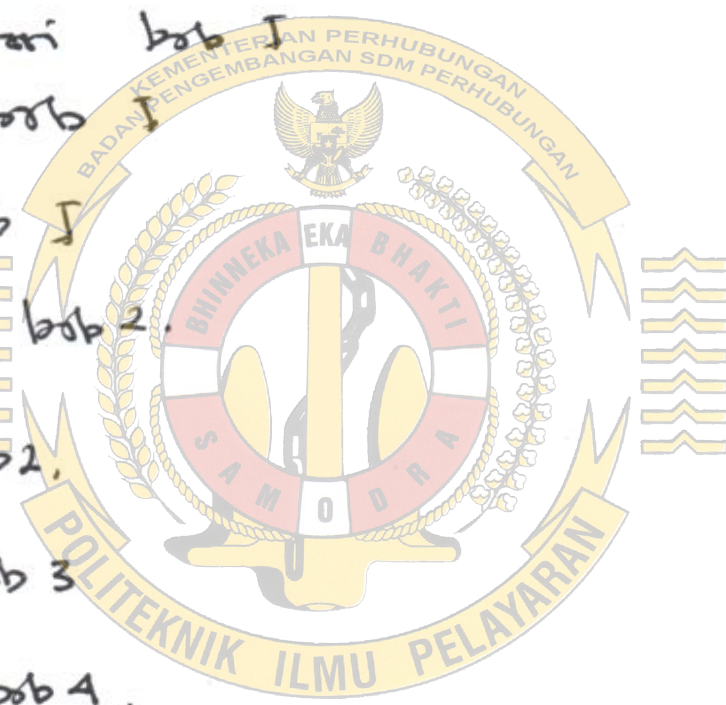 bab I
KEMENTERIAN PERHUBUNGAN
BADAN PENGEMBANGAN SDM PERHUBUNGAN
bab I
I
BHINNEKA EKA BHAKTI
bab 2.
2.
SAMODRA
3
POLITEKNIK ILMU PELAYARAN
bab 4.